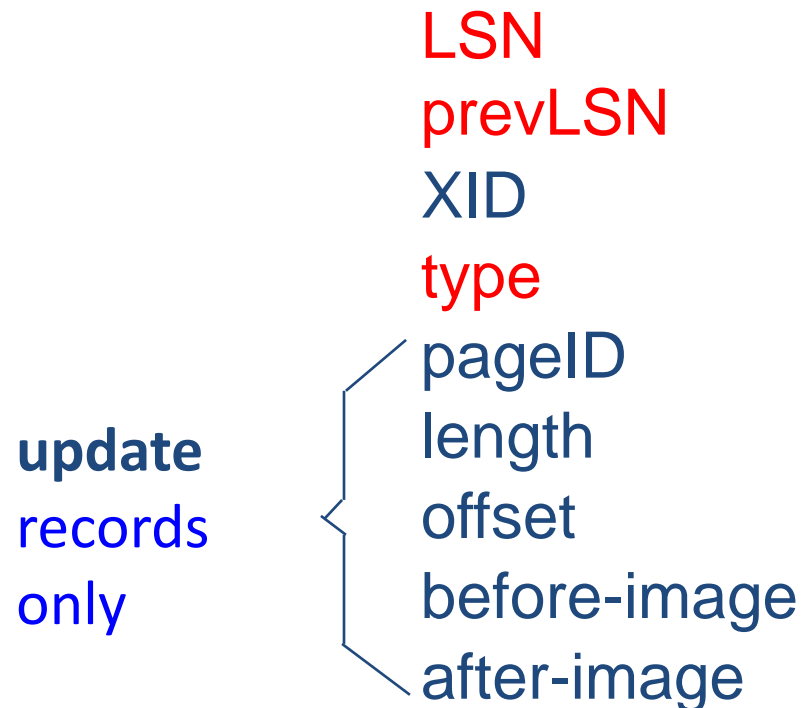 LSN
prevLSN
XID
type
pageID
length
offset
before-image
after-image
update
records
only